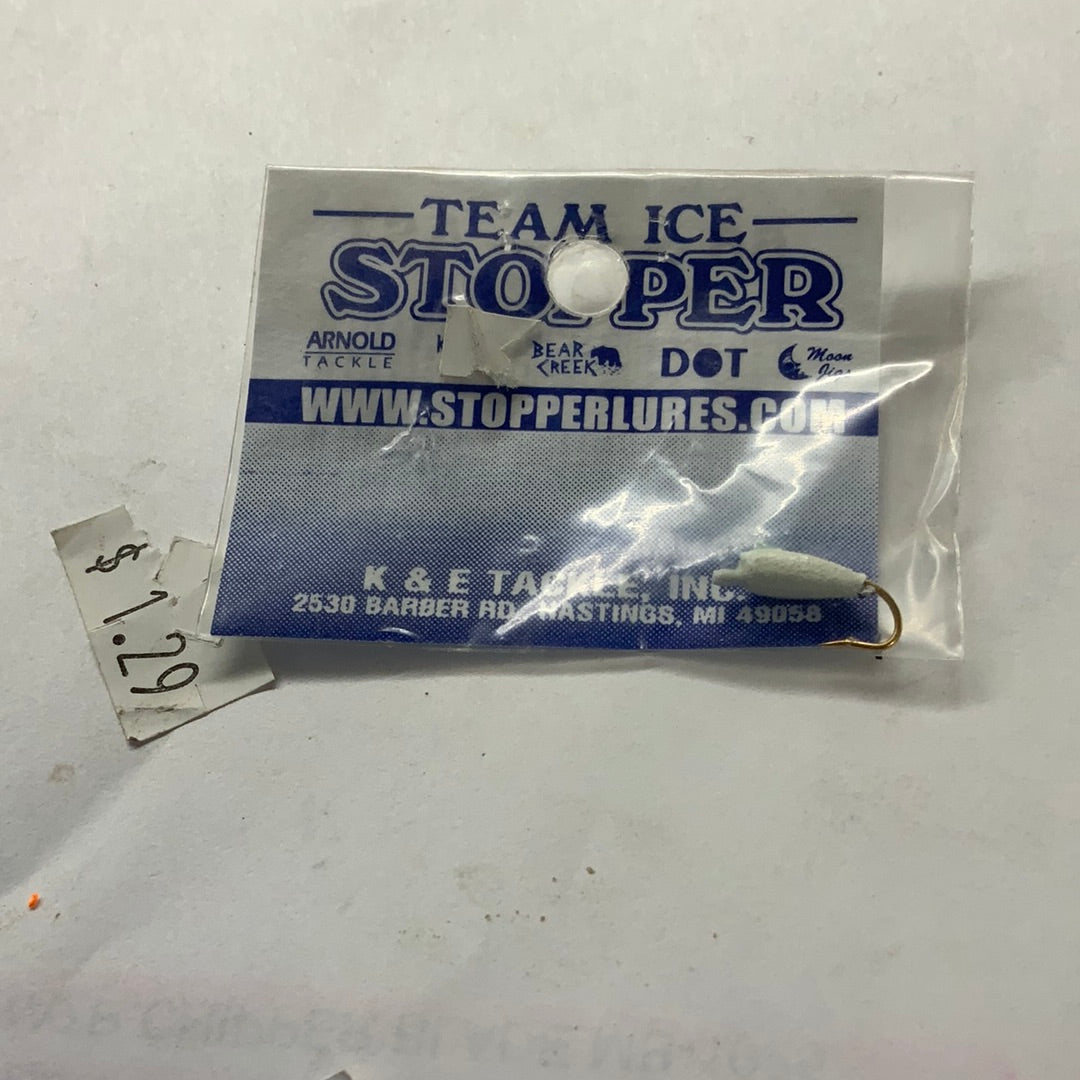 TEAM ICE
STOPPER
ARNOLD
TACKLE
BEAR
CREEK
DOT
Moon
Jigs
WWW.STOPPERLURES.COM
K & E TACKLE, INC.
2530 BARBER RD. HASTINGS, MI 49058
$ 1.29